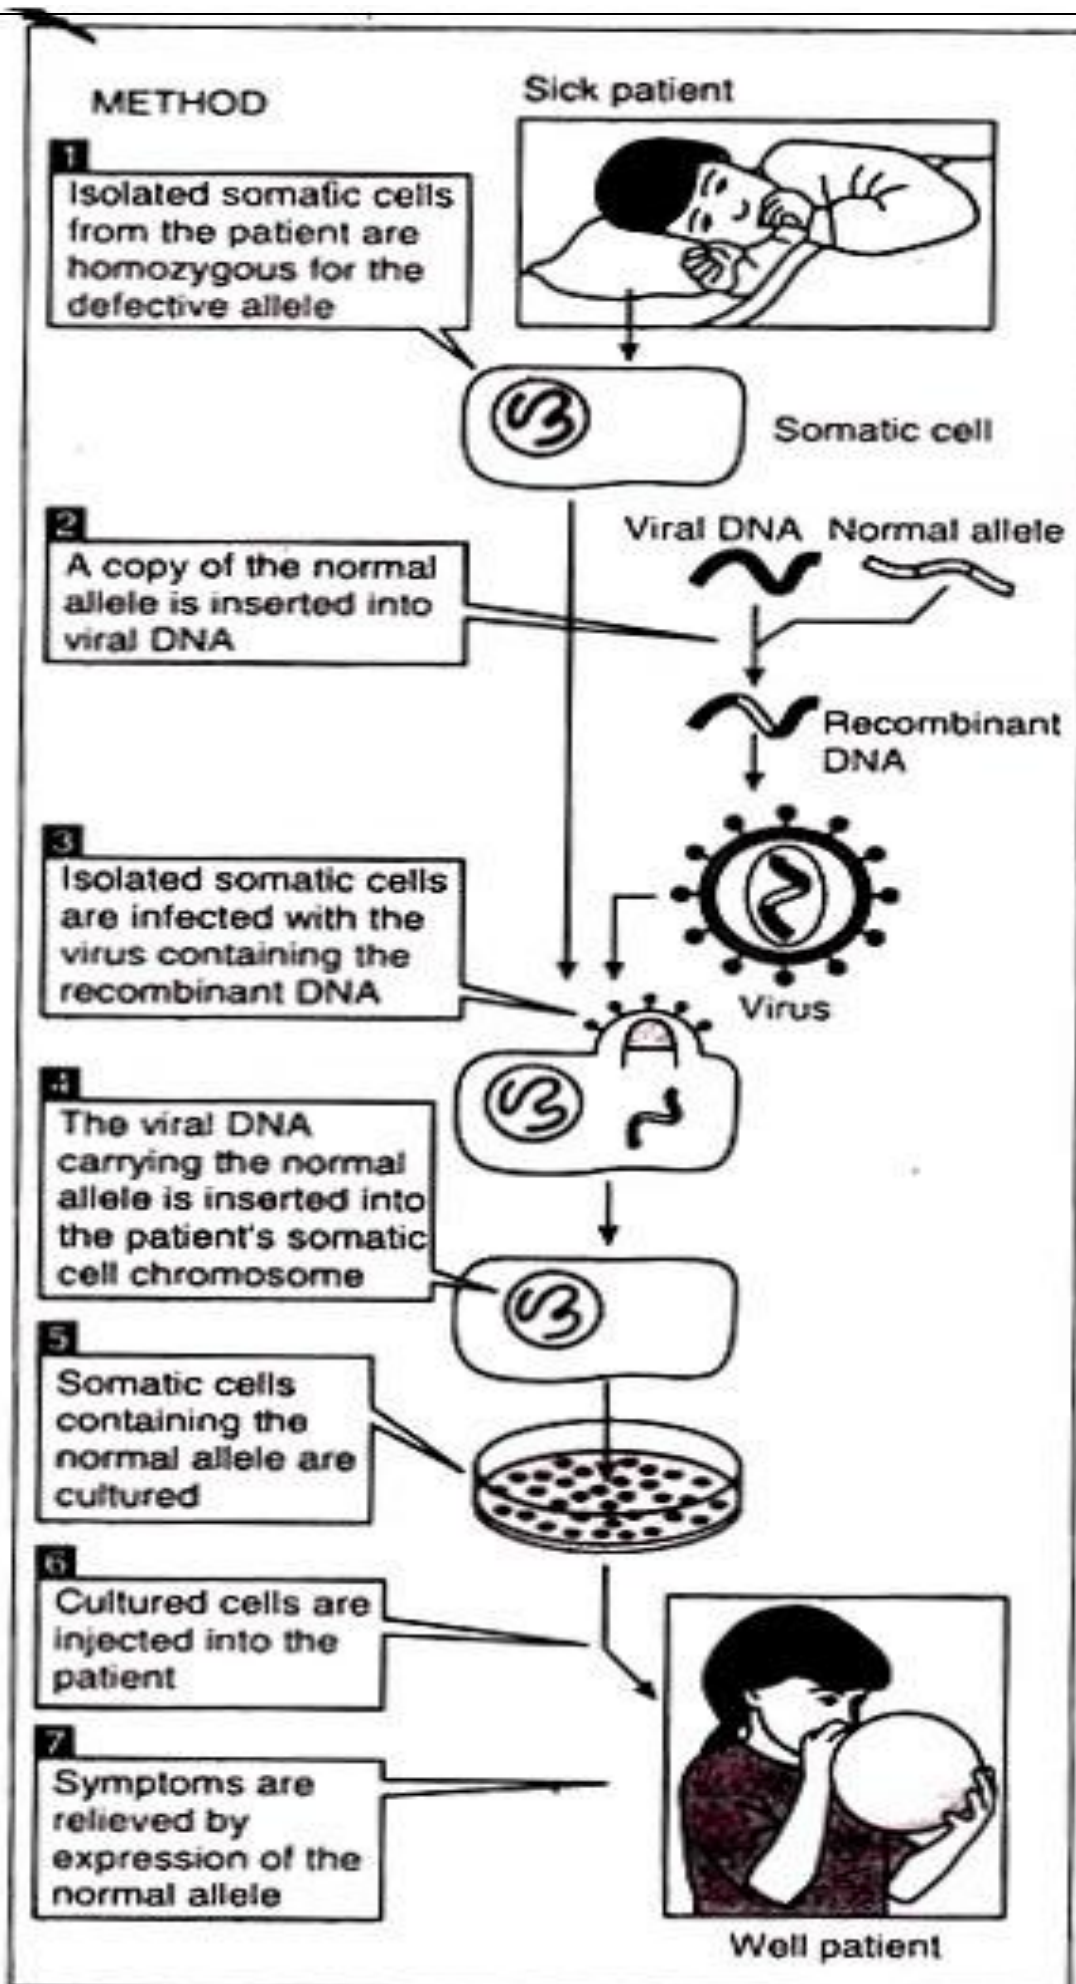 METHOD
Sick patient
1
Isolated somatic cells
from the patient are
homozygous for the
defective allele
Somatic cell
2
A copy of the normal
allele is inserted into
viral DNA
Viral DNA
Normal allele
Recombinant
DNA
3
Isolated somatic cells
are infected with the
virus containing the
recombinant DNA
Virus
4
The viral DNA
carrying the normal
allele is inserted into
the patient's somatic
cell chromosome
5
Somatic cells
containing the
normal allele are
cultured
6
Cultured cells are
injected into the
patient
7
Symptoms are
relieved by
expression of the
normal allele
Well patient